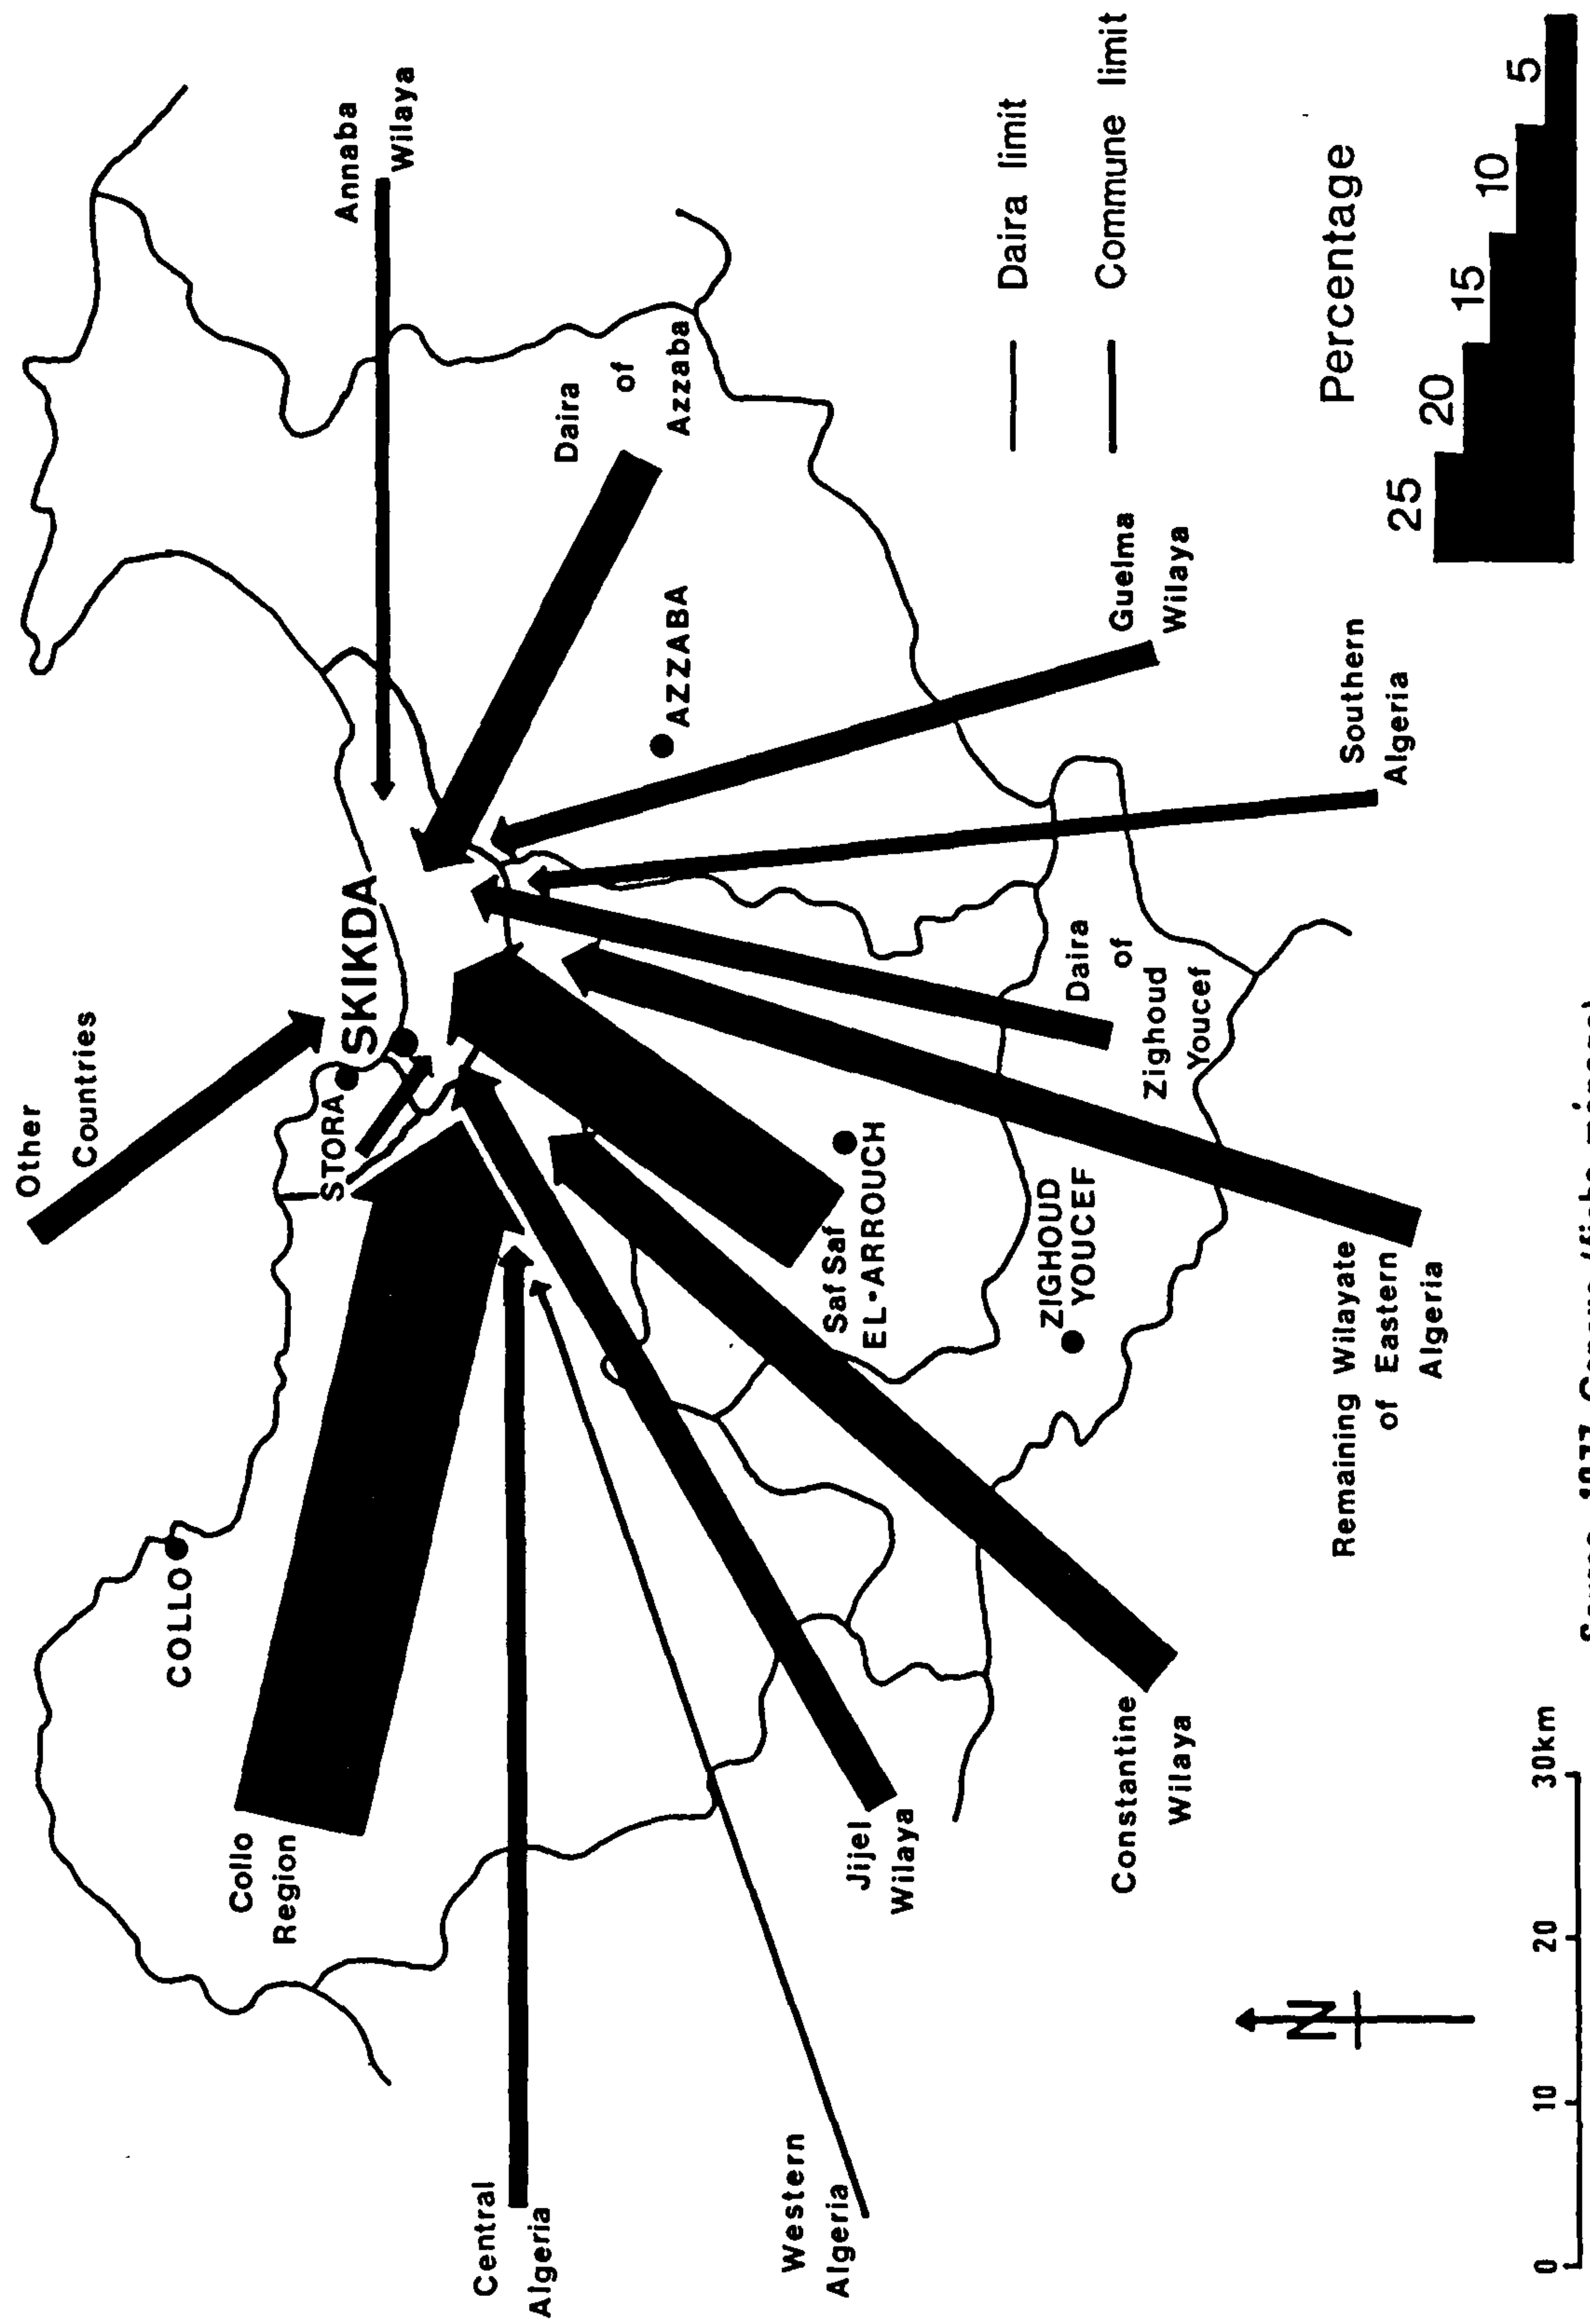 Other
Countries
COLLO
Collo
Region
STORA
SKIKDA
Annaba
Wilaya
Central
Algeria
Daira
of
Azzaba
AZZABA
Western
Algeria
Jijel
Wilaya
Saf Saf
EL-ARROUCH
ZIGHOUD
YOUCEF
Daira
of
Zighoud
Youcef
Constantine
Wilaya
Guelma
Wilaya
Southern
Algeria
Remaining Wilayate
of Eastern
Algeria
Daira limit
Commune limit
N
Percentage
25 20 15 10 5
0 10 20 30km
1977 Census